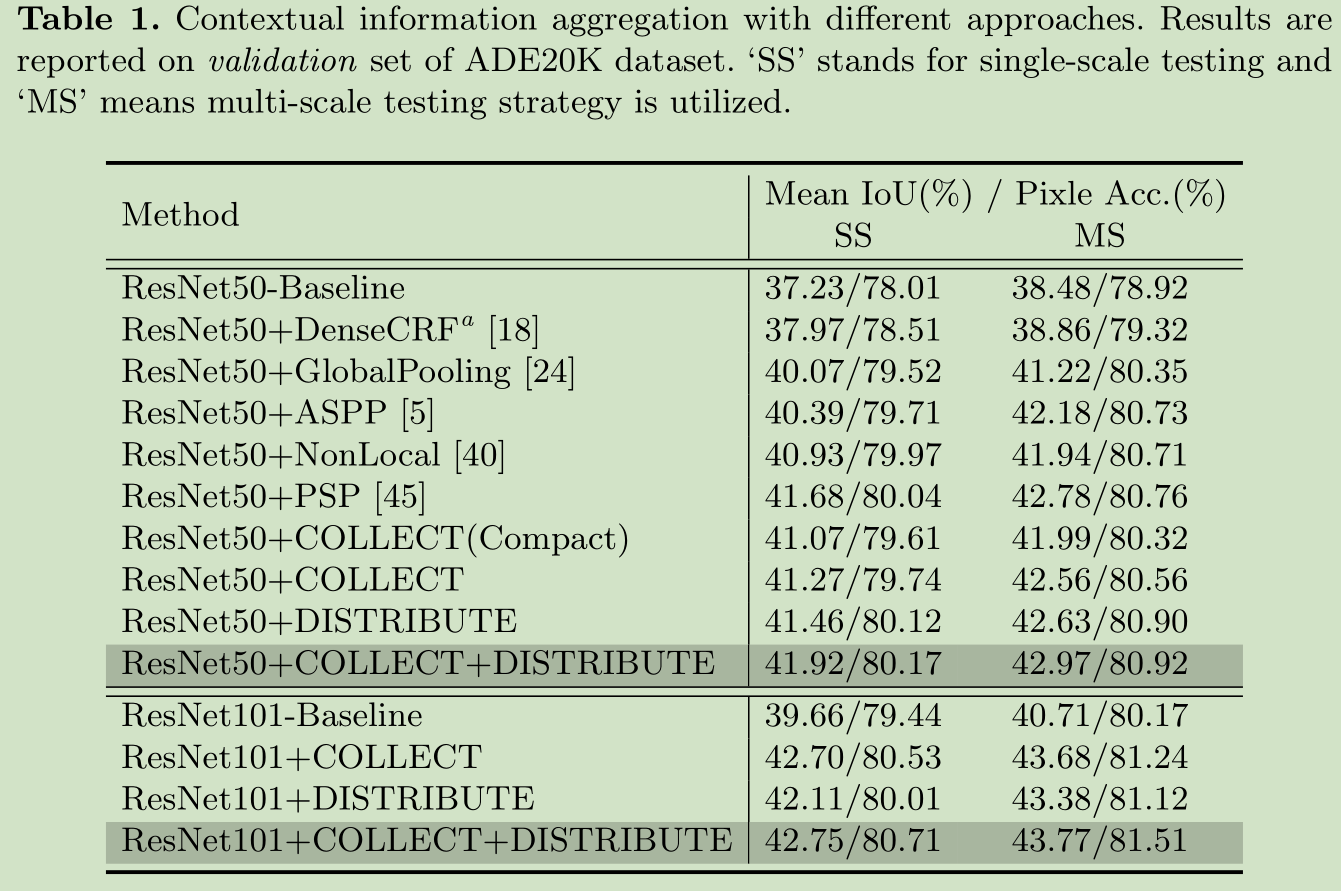 Table 1. Contextual information aggregation with different approaches. Results are
reported on validation set of ADE20K dataset. ‘SS’ stands for single-scale testing and
‘MS’ means multi-scale testing strategy is utilized.
Method Mean IoU(%) / Pixle Acc.(%)
SS MS
ResNet50-Baseline 37.23/78.01 38.48/78.92
ResNet50+DenseCRFᵃ [18] 37.97/78.51 38.86/79.32
ResNet50+GlobalPooling [24] 40.07/79.52 41.22/80.35
ResNet50+ASPP [5] 40.39/79.71 42.18/80.73
ResNet50+NonLocal [40] 40.93/79.97 41.94/80.71
ResNet50+PSP [45] 41.68/80.04 42.78/80.76
ResNet50+COLLECT(Compact) 41.07/79.61 41.99/80.32
ResNet50+COLLECT 41.27/79.74 42.56/80.56
ResNet50+DISTRIBUTE 41.46/80.12 42.63/80.90
ResNet50+COLLECT+DISTRIBUTE 41.92/80.17 42.97/80.92
ResNet101-Baseline 39.66/79.44 40.71/80.17
ResNet101+COLLECT 42.70/80.53 43.68/81.24
ResNet101+DISTRIBUTE 42.11/80.01 43.38/81.12
ResNet101+COLLECT+DISTRIBUTE 42.75/80.71 43.77/81.51